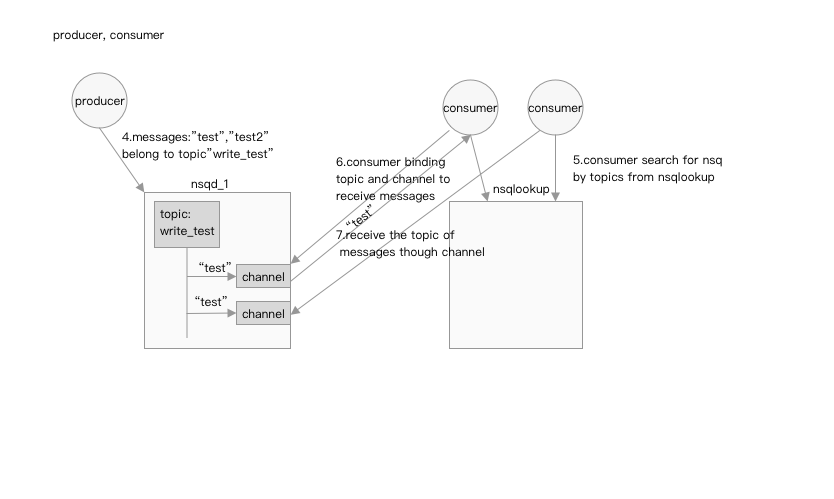 producer, consumer
producer
consumer
consumer
4.messages:”test”,”test2”
belong to topic”write_test”
6.consumer binding
topic and channel to
receive messages
5.consumer search for nsq
by topics from nsqlookup
nsqd_1
nsqlookup
topic:
write_test
“test”
7.receive the topic of
messages though channel
“test”
channel
“test”
channel